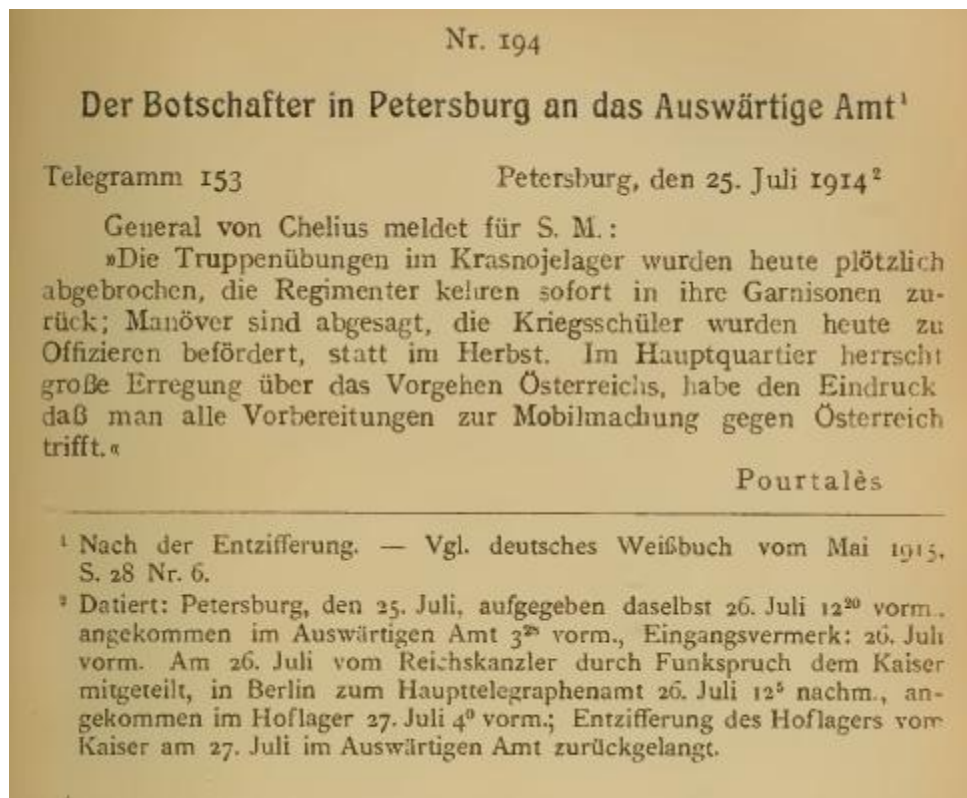 Nr. 194
Der Botschafter in Petersburg an das Auswärtige Amt¹
Telegramm 153 Petersburg, den 25. Juli 1914²
General von Chelius meldet für S. M.:
»Die Truppenübungen im Krasnojelager wurden heute plötzlich
abgebrochen, die Regimenter kehren sofort in ihre Garnisonen zu-
rück; Manöver sind abgesagt, die Kriegsschüler wurden heute zu
Offizieren befördert, statt im Herbst. Im Hauptquartier herrscht
große Erregung über das Vorgehen Österreichs, habe den Eindruck
daß man alle Vorbereitungen zur Mobilmachung gegen Österreich
trifft.«
Pourtalès
¹ Nach der Entzifferung. — Vgl. deutsches Weißbuch vom Mai 1915,
S. 28 Nr. 6.
² Datiert: Petersburg, den 25. Juli, aufgegeben daselbst 26. Juli 12²⁰ vorm.,
angekommen im Auswärtigen Amt vorm., Eingangsvermerk: 26. Juli
vorm. Am 26. Juli vom Reichskanzler durch Funkspruch dem Kaiser
mitgeteilt, in Berlin zum Haupttelegraphenamt 26. Juli 12⁵ nachm., an-
gekommen im Hoflager 27. Juli 4⁰ vorm.; Entzifferung des Hoflagers vom
Kaiser am 27. Juli im Auswärtigen Amt zurückgelangt.